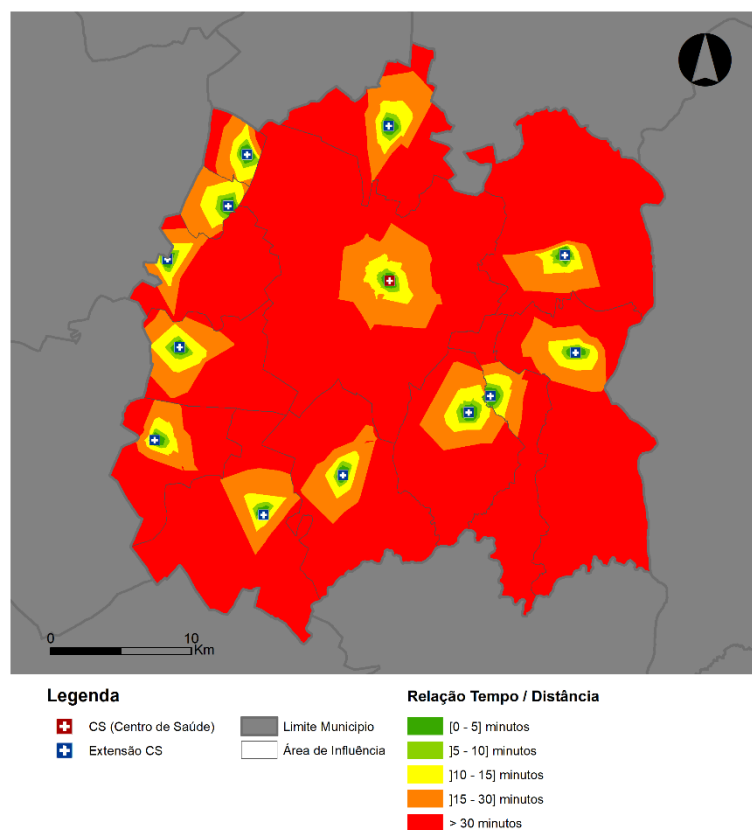 0 10
Km
Legenda
CS (Centro de Saúde)
Extensão CS
Limite Municipio
Área de Influência
Relação Tempo / Distância
[0 - 5] minutos
]5 - 10] minutos
]10 - 15] minutos
]15 - 30] minutos
> 30 minutos